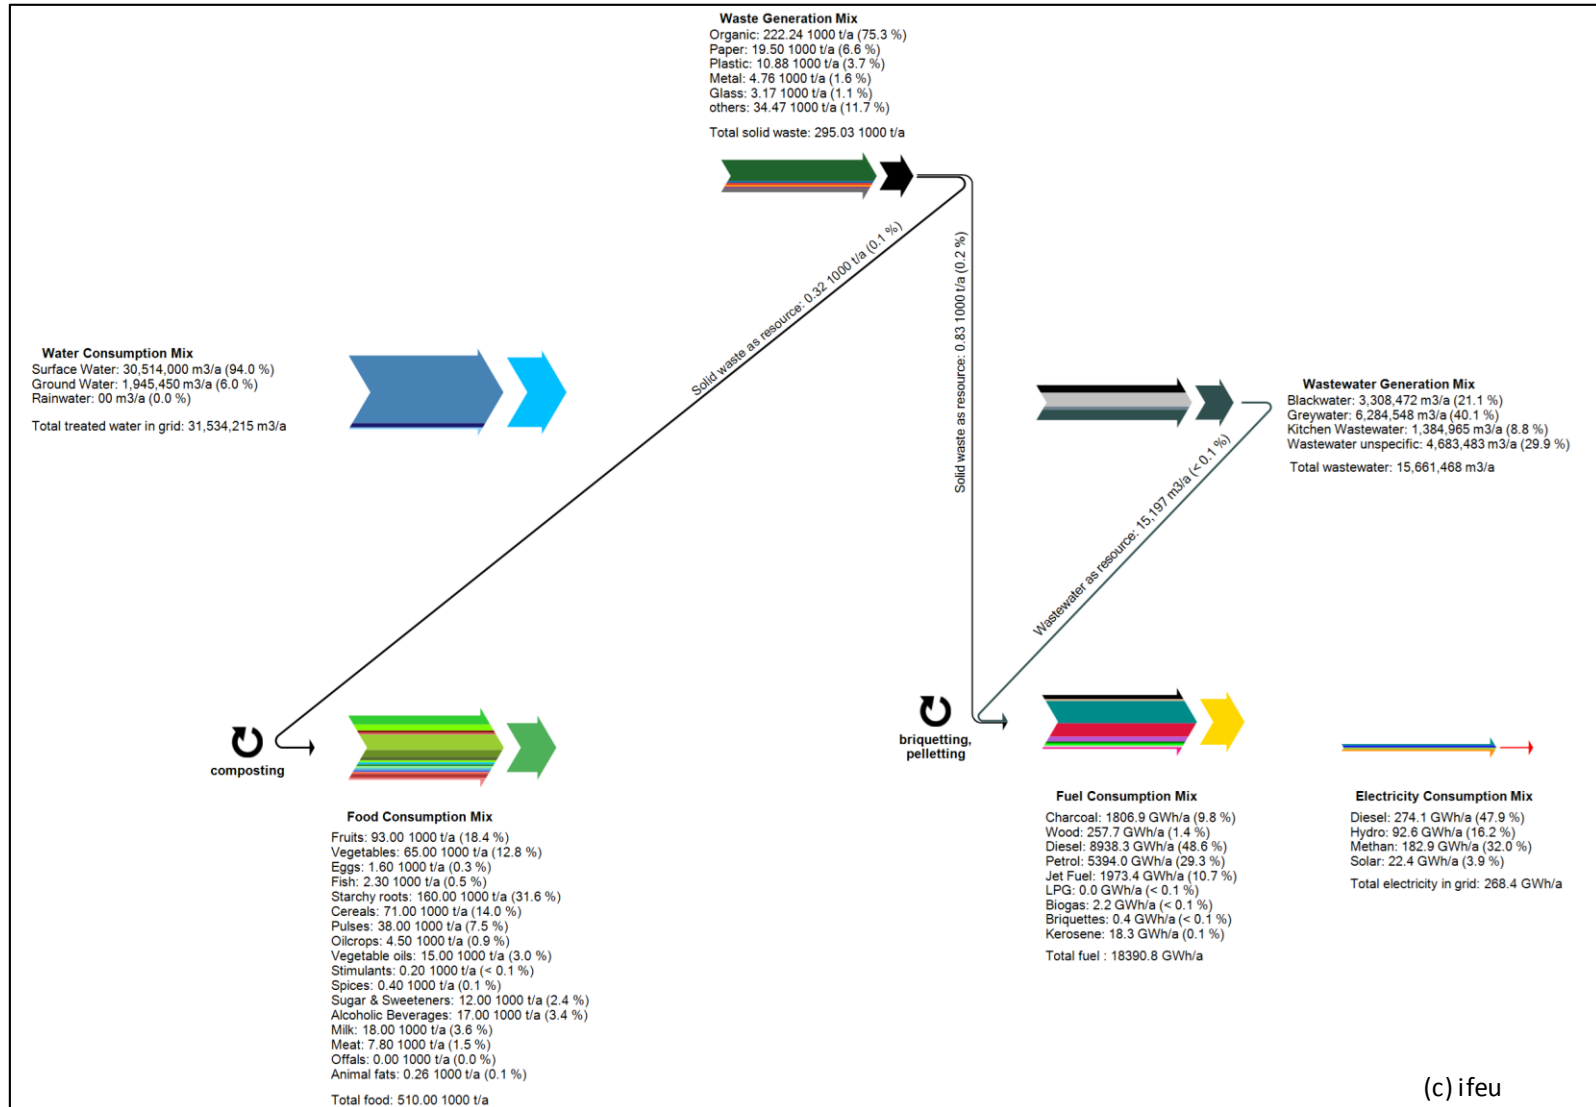 Waste Generation Mix
Organic: 222.24 1000 t/a (75.3 %)
Paper: 19.50 1000 t/a (6.6 %)
Plastic: 10.88 1000 t/a (3.7 %)
Metal: 4.76 1000 t/a (1.6 %)
Glass: 3.17 1000 t/a (1.1 %)
others: 34.47 1000 t/a (11.7 %)
Total solid waste: 295.03 1000 t/a
Solid waste as resource: 0.32 1000 t/a (0.1 %)
Solid waste as resource: 0.83 1000 t/a (0.2 %)
Water Consumption Mix
Surface Water: 30,514,000 m3/a (94.0 %)
Ground Water: 1,945,450 m3/a (6.0 %)
Rainwater: 00 m3/a (0.0 %)
Total treated water in grid: 31,534,215 m3/a
Wastewater Generation Mix
Blackwater: 3,308,472 m3/a (21.1 %)
Greywater: 6,284,548 m3/a (40.1 %)
Kitchen Wastewater: 1,384,965 m3/a (8.8 %)
Wastewater unspecific: 4,683,483 m3/a (29.9 %)
Total wastewater: 15,661,468 m3/a
Wastewater as resource: 15,197 m3/a (< 0.1 %)
composting
briquetting,
pelletting
Food Consumption Mix
Fruits: 93.00 1000 t/a (18.4 %)
Vegetables: 65.00 1000 t/a (12.8 %)
Eggs: 1.60 1000 t/a (0.3 %)
Fish: 2.30 1000 t/a (0.5 %)
Starchy roots: 160.00 1000 t/a (31.6 %)
Cereals: 71.00 1000 t/a (14.0 %)
Pulses: 38.00 1000 t/a (7.5 %)
Oilcrops: 4.50 1000 t/a (0.9 %)
Vegetable oils: 15.00 1000 t/a (3.0 %)
Stimulants: 0.20 1000 t/a (< 0.1 %)
Spices: 0.40 1000 t/a (0.1 %)
Sugar & Sweeteners: 12.00 1000 t/a (2.4 %)
Alcoholic Beverages: 17.00 1000 t/a (3.4 %)
Milk: 18.00 1000 t/a (3.6 %)
Meat: 7.80 1000 t/a (1.5 %)
Offals: 0.00 1000 t/a (0.0 %)
Animal fats: 0.26 1000 t/a (0.1 %)
Total food: 510.00 1000 t/a
Fuel Consumption Mix
Charcoal: 1806.9 GWh/a (9.8 %)
Wood: 257.7 GWh/a (1.4 %)
Diesel: 8938.3 GWh/a (48.6 %)
Petrol: 5394.0 GWh/a (29.3 %)
Jet Fuel: 1973.4 GWh/a (10.7 %)
LPG: 0.0 GWh/a (< 0.1 %)
Biogas: 2.2 GWh/a (< 0.1 %)
Briquettes: 0.4 GWh/a (< 0.1 %)
Kerosene: 18.3 GWh/a (0.1 %)
Total fuel : 18390.8 GWh/a
Electricity Consumption Mix
Diesel: 274.1 GWh/a (47.9 %)
Hydro: 92.6 GWh/a (16.2 %)
Methan: 182.9 GWh/a (32.0 %)
Solar: 22.4 GWh/a (3.9 %)
Total electricity in grid: 268.4 GWh/a
(c) ifeu